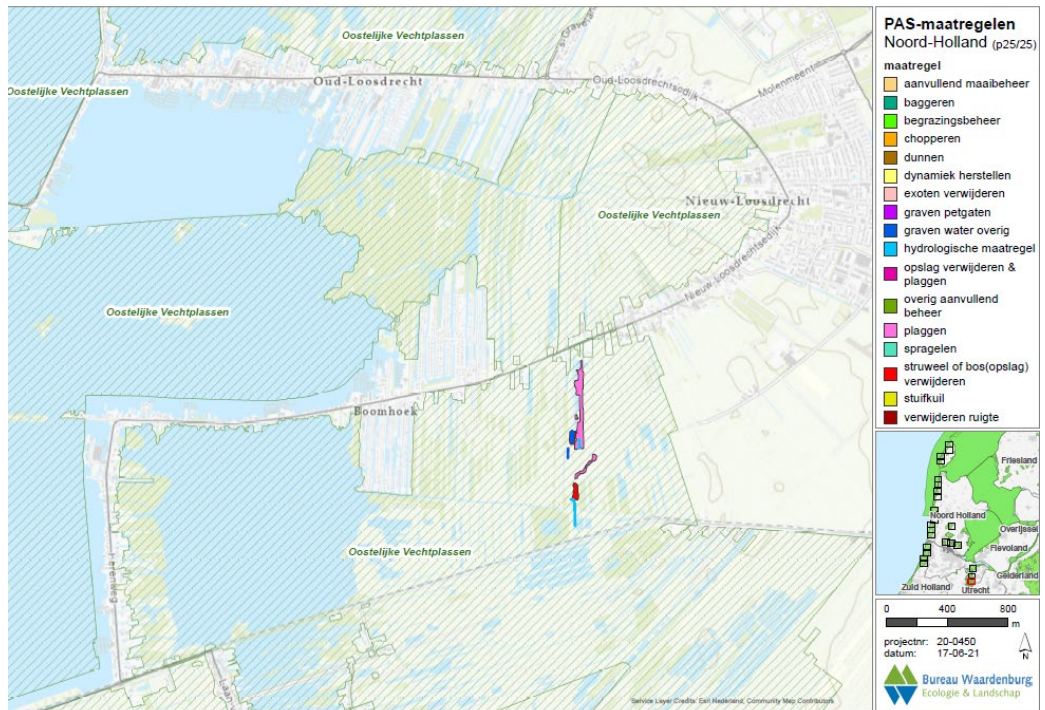 Oostelijke Vechtplassen
's-Graveland
Oud-Loosdrecht
Oud-Loosdrechtsedijk
Molenmeent
Oostelijke Vechtplassen
Nieuw-Loosdrecht
Oostelijke Vechtplassen
Nieuw-Loosdrechtsedijk
Oostelijke Vechtplassen
Boomhoek
Oostelijke Vechtplassen
Herenweg
Laan
Service Layer Credits: Esri Nederland, Community Map Contributors
PAS-maatregelen
Noord-Holland (p25/25)
maatregel
aanvullend maaibeheer
baggeren
begrazingsbeheer
chopperen
dunnen
dynamiek herstellen
exoten verwijderen
graven petgaten
graven water overig
hydrologische maatregel
opslag verwijderen &
plaggen
overig aanvullend
beheer
plaggen
spragelen
struweel of bos(opslag)
verwijderen
stuifkuil
verwijderen ruigte
Friesland
Noord Holland
Overijssel
Flevoland
Gelderland
Zuid Holland
Utrecht
0 400 800
m
projectnr: 20-0450
datum: 17-06-21
N
Bureau Waardenburg
Ecologie & Landschap